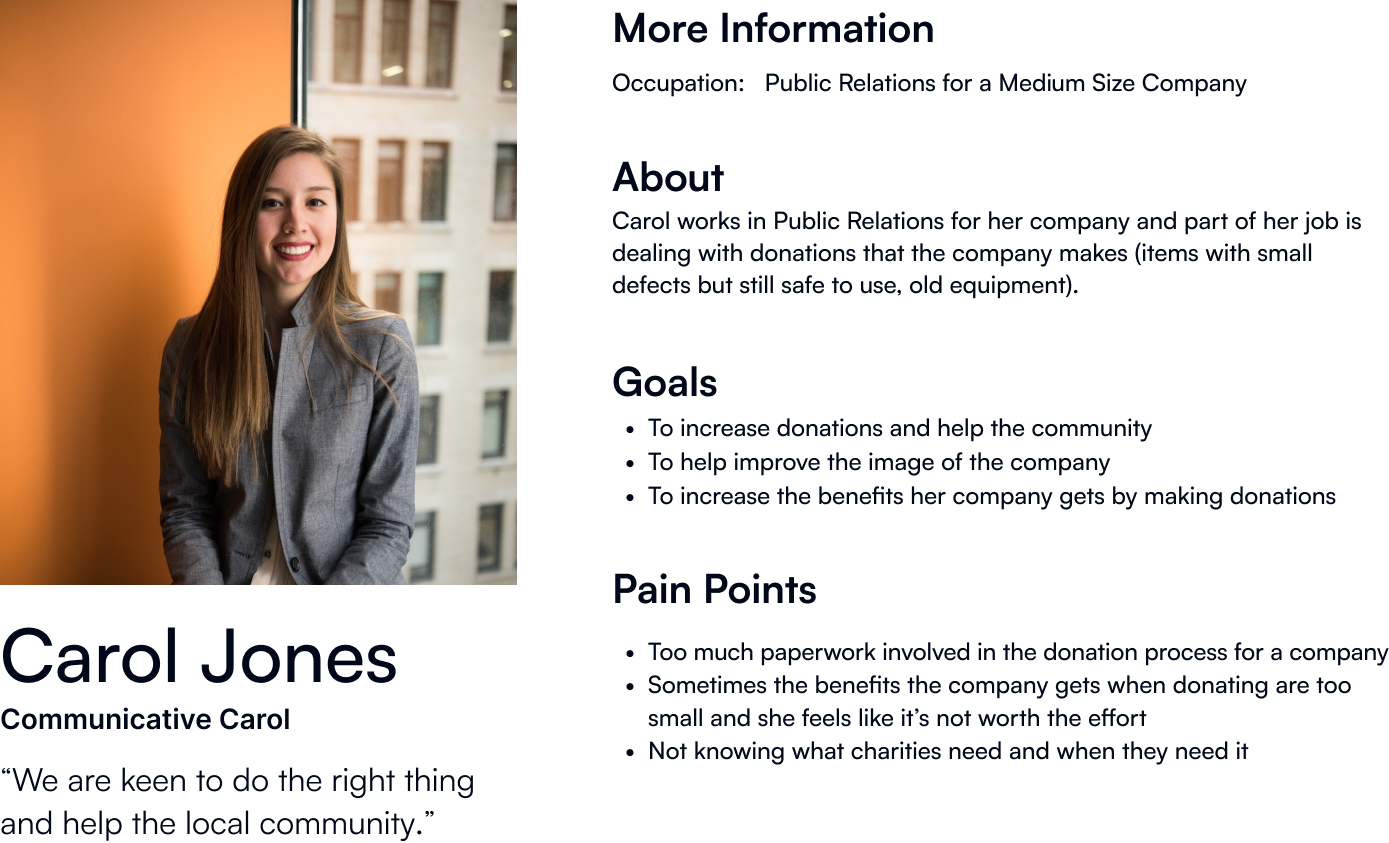 More Information
Occupation: Public Relations for a Medium Size Company
About
Carol works in Public Relations for her company and part of her job is
dealing with donations that the company makes (items with small
defects but still safe to use, old equipment).
Goals
• To increase donations and help the community
• To help improve the image of the company
• To increase the benefits her company gets by making donations
Pain Points
• Too much paperwork involved in the donation process for a company
• Sometimes the benefits the company gets when donating are too
small and she feels like it’s not worth the effort
• Not knowing what charities need and when they need it
Carol Jones
Communicative Carol
“We are keen to do the right thing
and help the local community.”